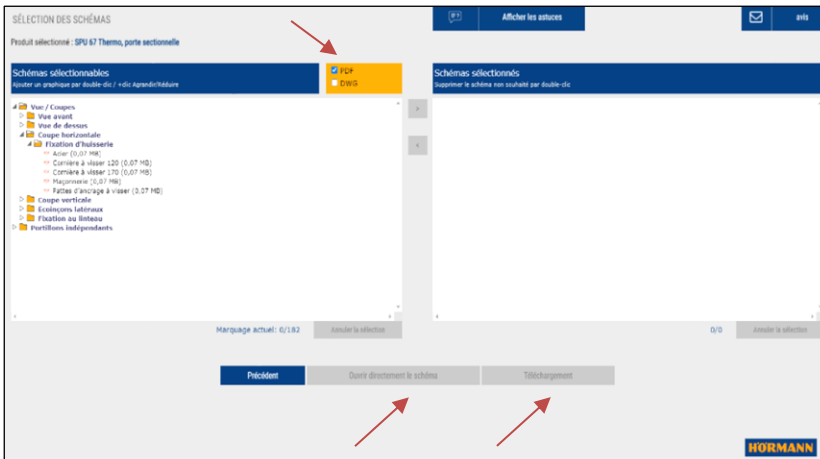 SÉLECTION DES SCHÉMAS
Afficher les astuces
avis
Produit sélectionné : SPU 67 Thermo, porte sectionnelle
Schémas sélectionnables
Ajouter un graphique par double-clic / +clic Agrandir/Réduire
PDF
DWG
Schémas sélectionnés
Supprimer le schéma non souhaité par double-clic
Vue / Coupes
Vue avant
Vue de dessus
Coupe horizontale
Fixation d'huisserie
Acier (0,07 MB)
Cornière à visser 120 (0,07 MB)
Cornière à visser 170 (0,07 MB)
Maçonnerie (0,07 MB)
Pattes d'ancrage à visser (0,07 MB)
Coupe verticale
Ecoinçons latéraux
Fixation au linteau
Portillons indépendants
>
<
Marquage actuel: 0/182
Annuler la sélection
0/0
Annuler la sélection
Précédent
Ouvrir directement le schéma
Téléchargement
HÖRMANN